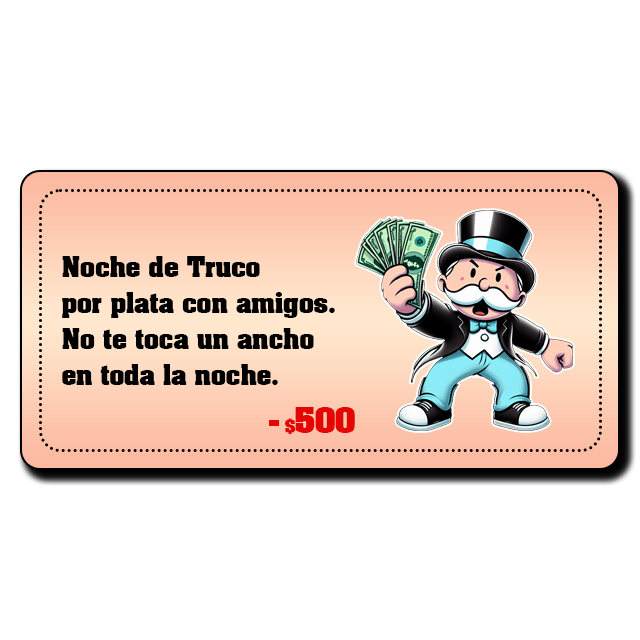 Noche de Truco
por plata con amigos.
No te toca un ancho
en toda la noche.
- $500